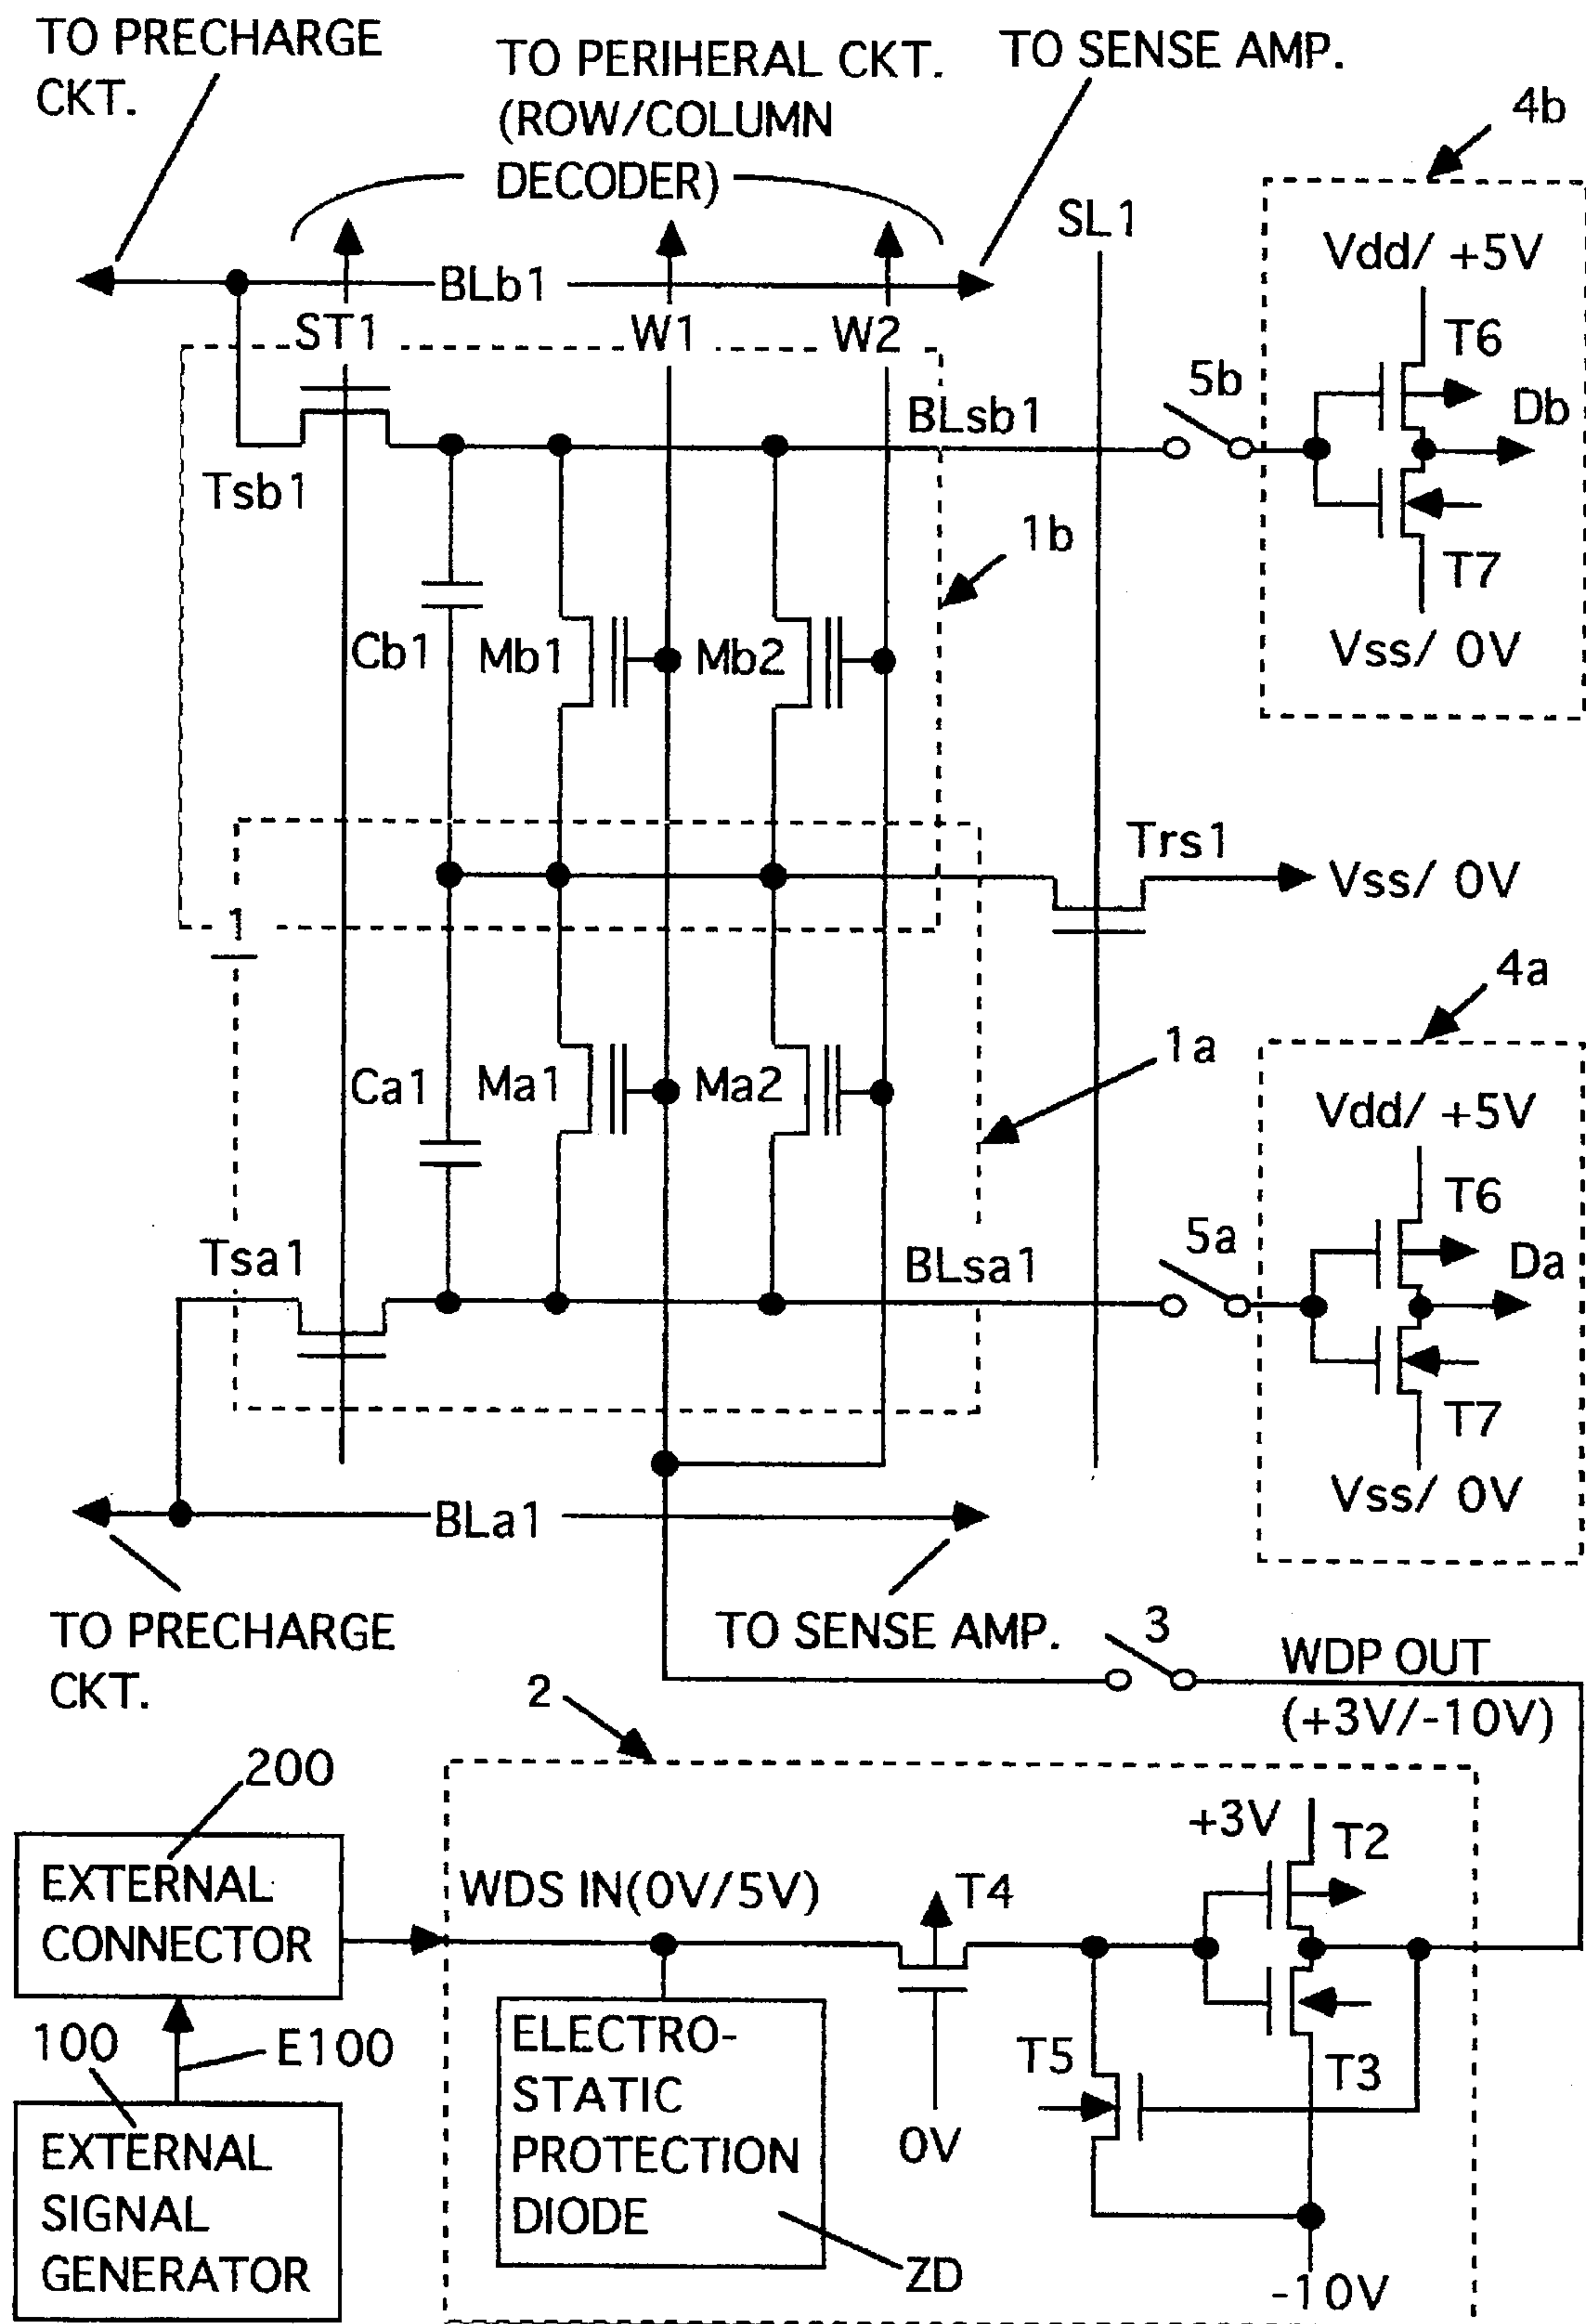 TO PRECHARGE
CKT.
TO PERIHERAL CKT.
(ROW/COLUMN
DECODER)
TO SENSE AMP.
4b
SL1
Vdd/ +5V
BLb1
ST1
W1
W2
T6
5b
Db
BLsb1
Tsb1
1b
T7
Cb1
Mb1
Mb2
Vss/ 0V
Trs1
Vss/ 0V
1
4a
1a
Ca1
Ma1
Ma2
Vdd/ +5V
T6
Tsa1
5a
Da
BLsa1
T7
Vss/ 0V
BLa1
TO PRECHARGE
CKT.
TO SENSE AMP.
3
WDP OUT
(+3V/-10V)
2
200
+3V
T2
EXTERNAL
CONNECTOR
WDS IN(0V/5V)
T4
100
E100
ELECTRO-
STATIC
PROTECTION
DIODE
T5
T3
0V
EXTERNAL
SIGNAL
GENERATOR
ZD
-10V